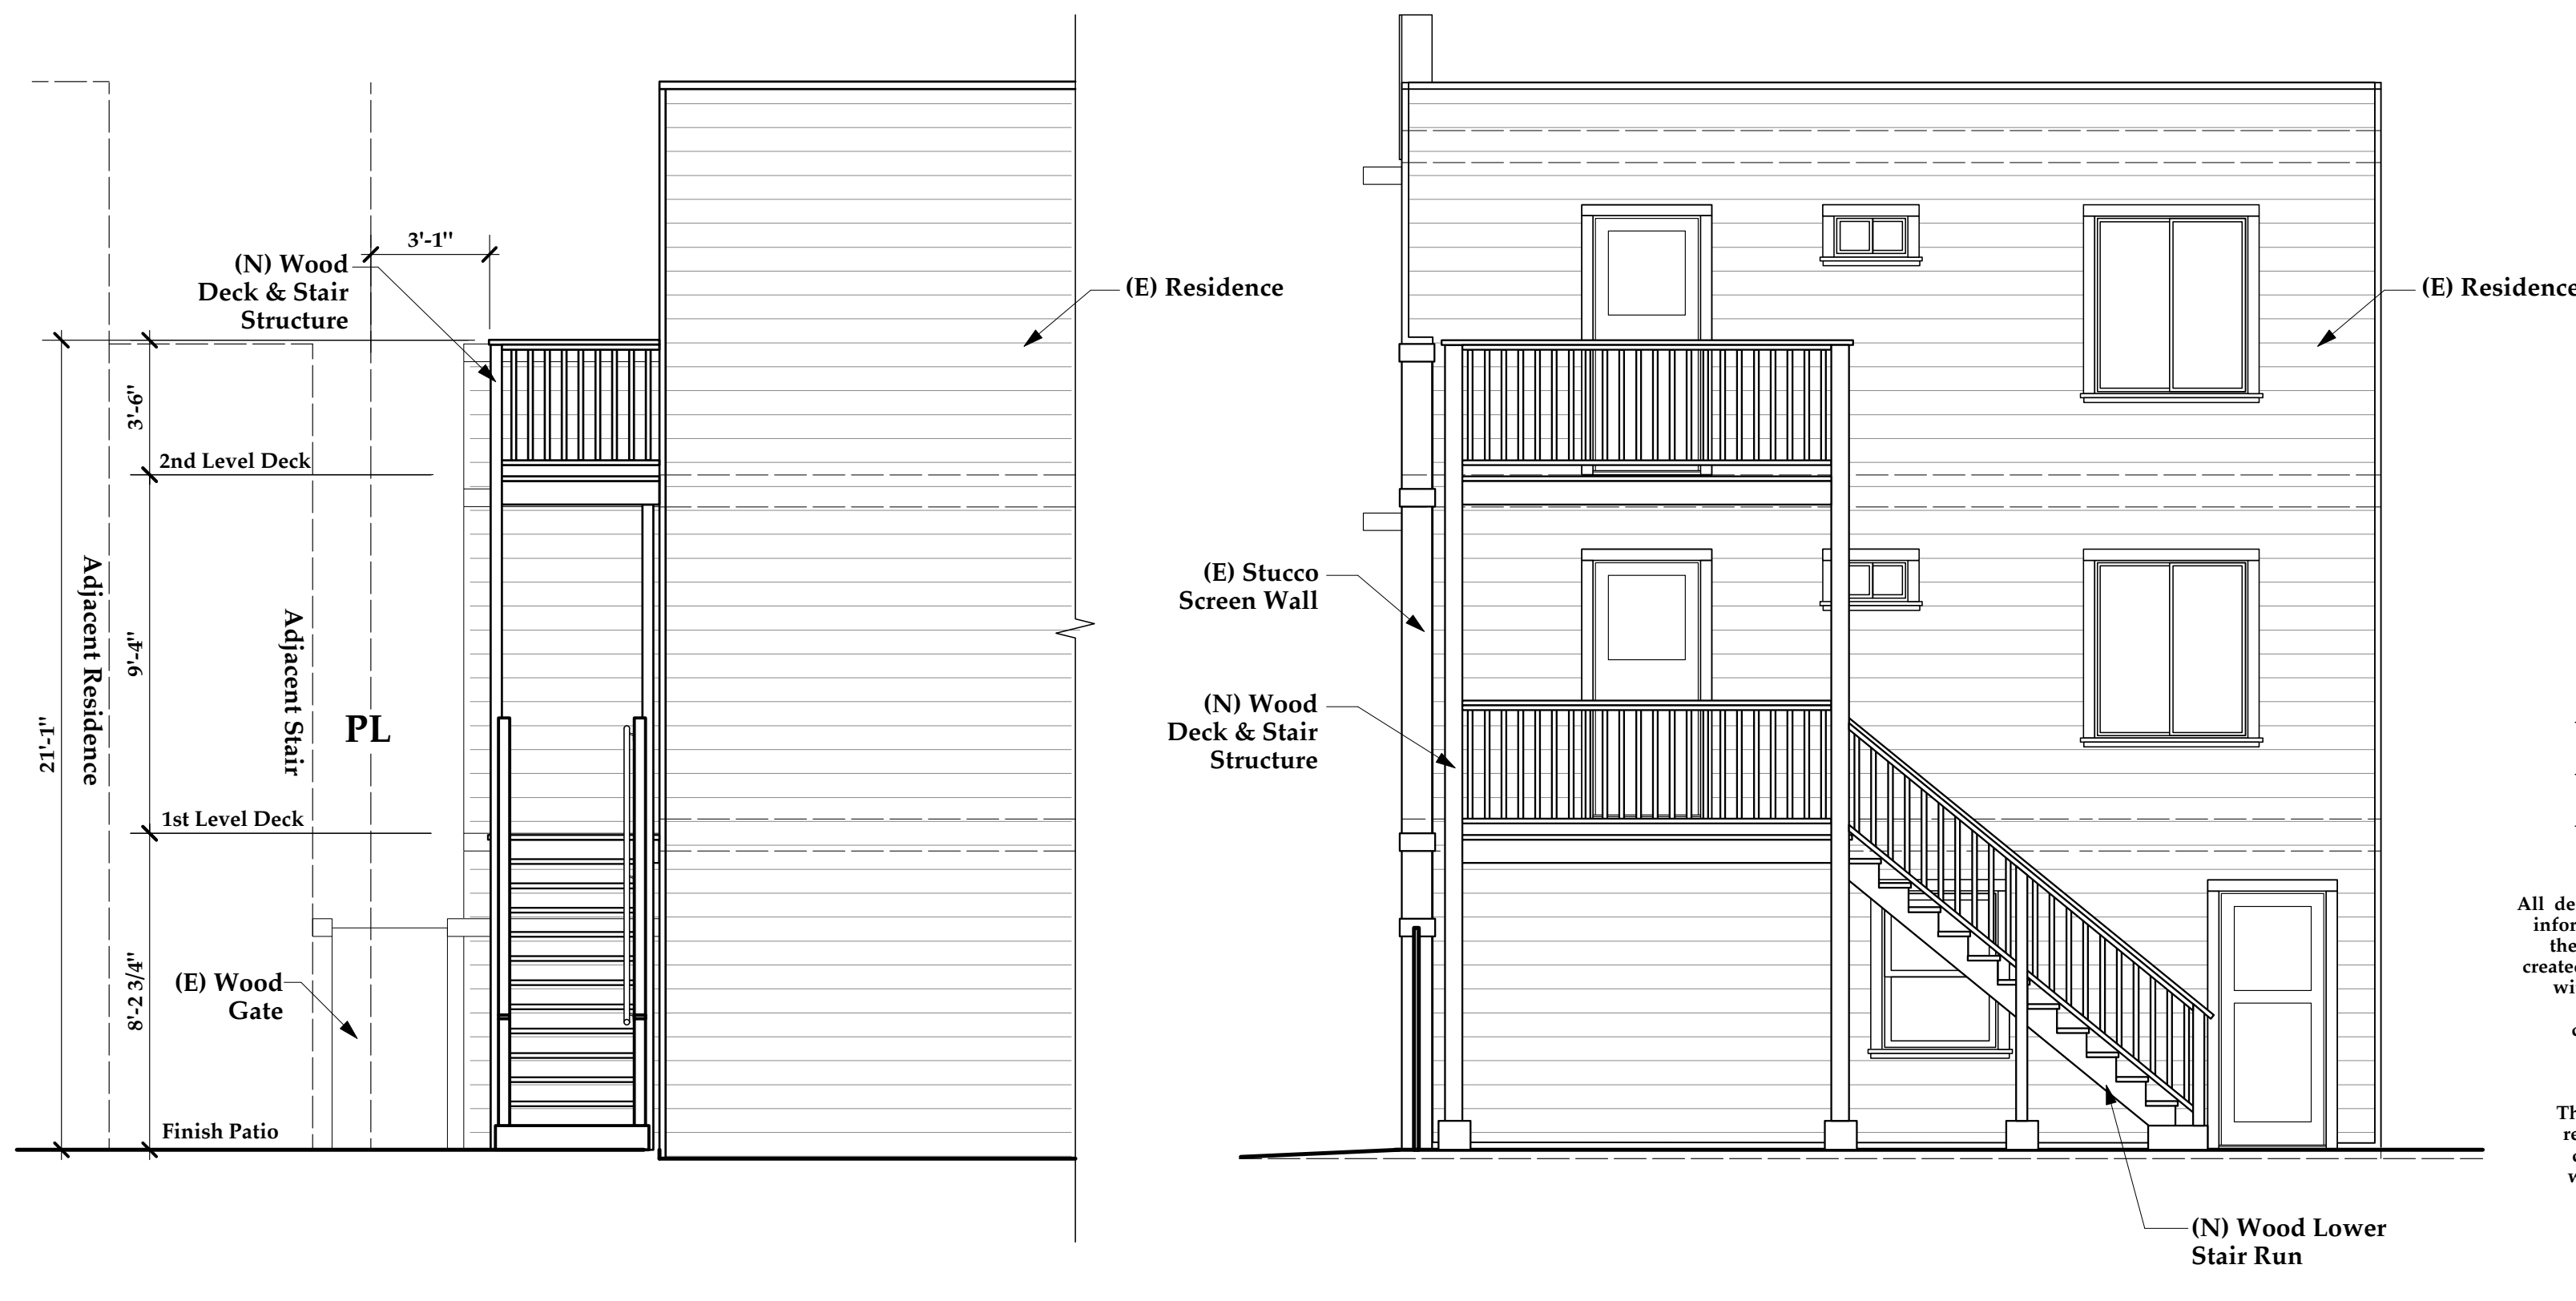 3'-1"
(N) Wood
Deck & Stair
Structure
(E) Residence
3'-6"
2nd Level Deck
Adjacent Residence
Adjacent Stair
9'-4"
21'-1"
PL
1st Level Deck
8'-2 3/4"
(E) Wood
Gate
Finish Patio
(E) Residence
(E) Stucco
Screen Wall
(N) Wood
Deck & Stair
Structure
(N) Wood Lower
Stair Run
All de
infor
the
created
wi
c
Th
re
c
w